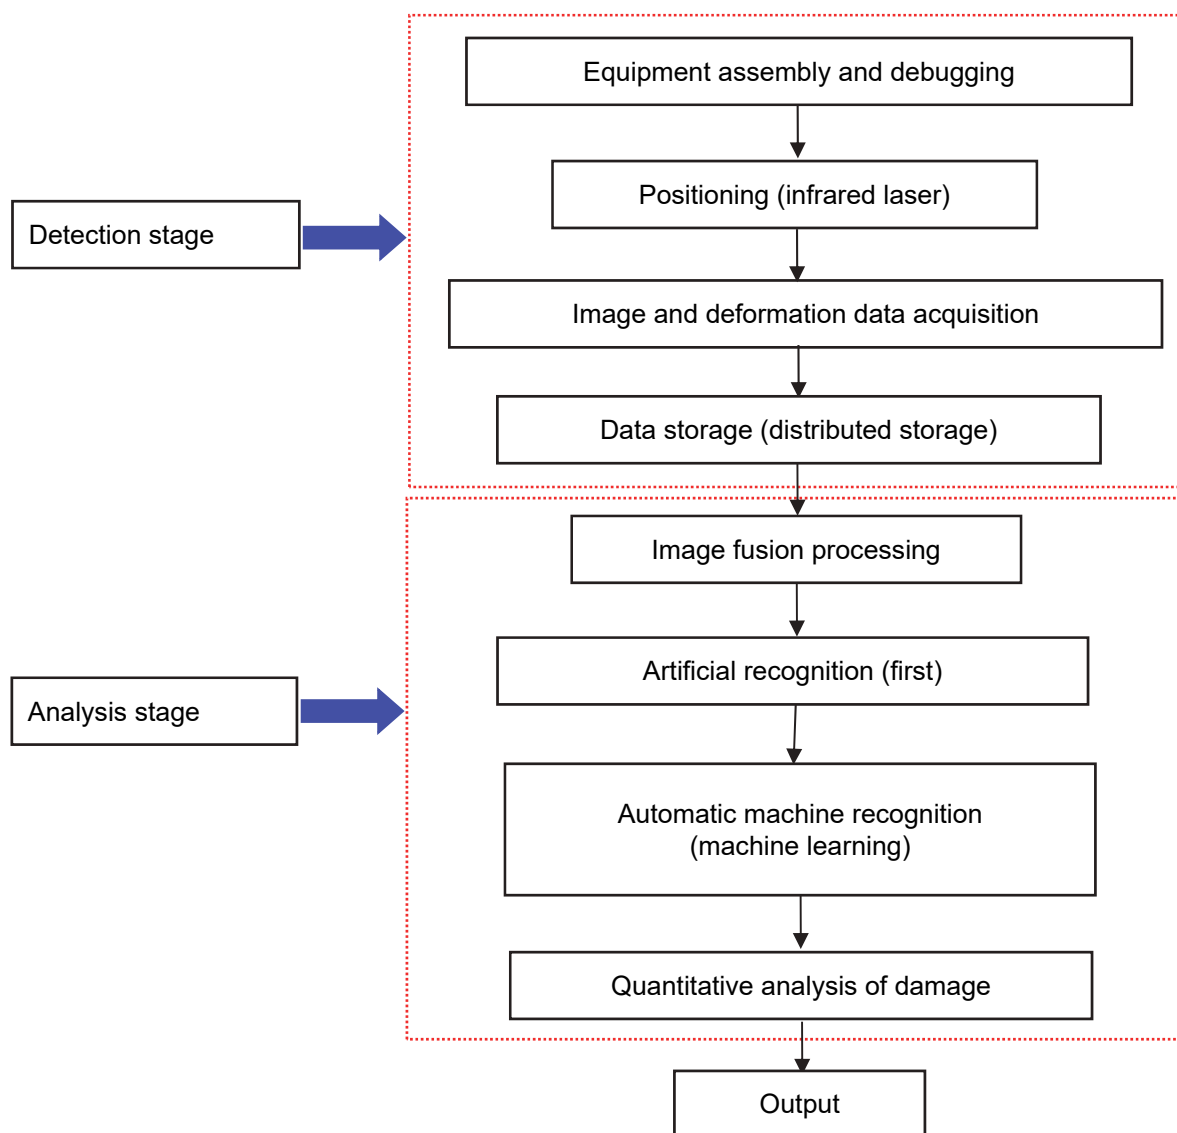 Equipment assembly and debugging
Positioning (infrared laser)
Detection stage
Image and deformation data acquisition
Data storage (distributed storage)
Image fusion processing
Artificial recognition (first)
Analysis stage
Automatic machine recognition
(machine learning)
Quantitative analysis of damage
Output